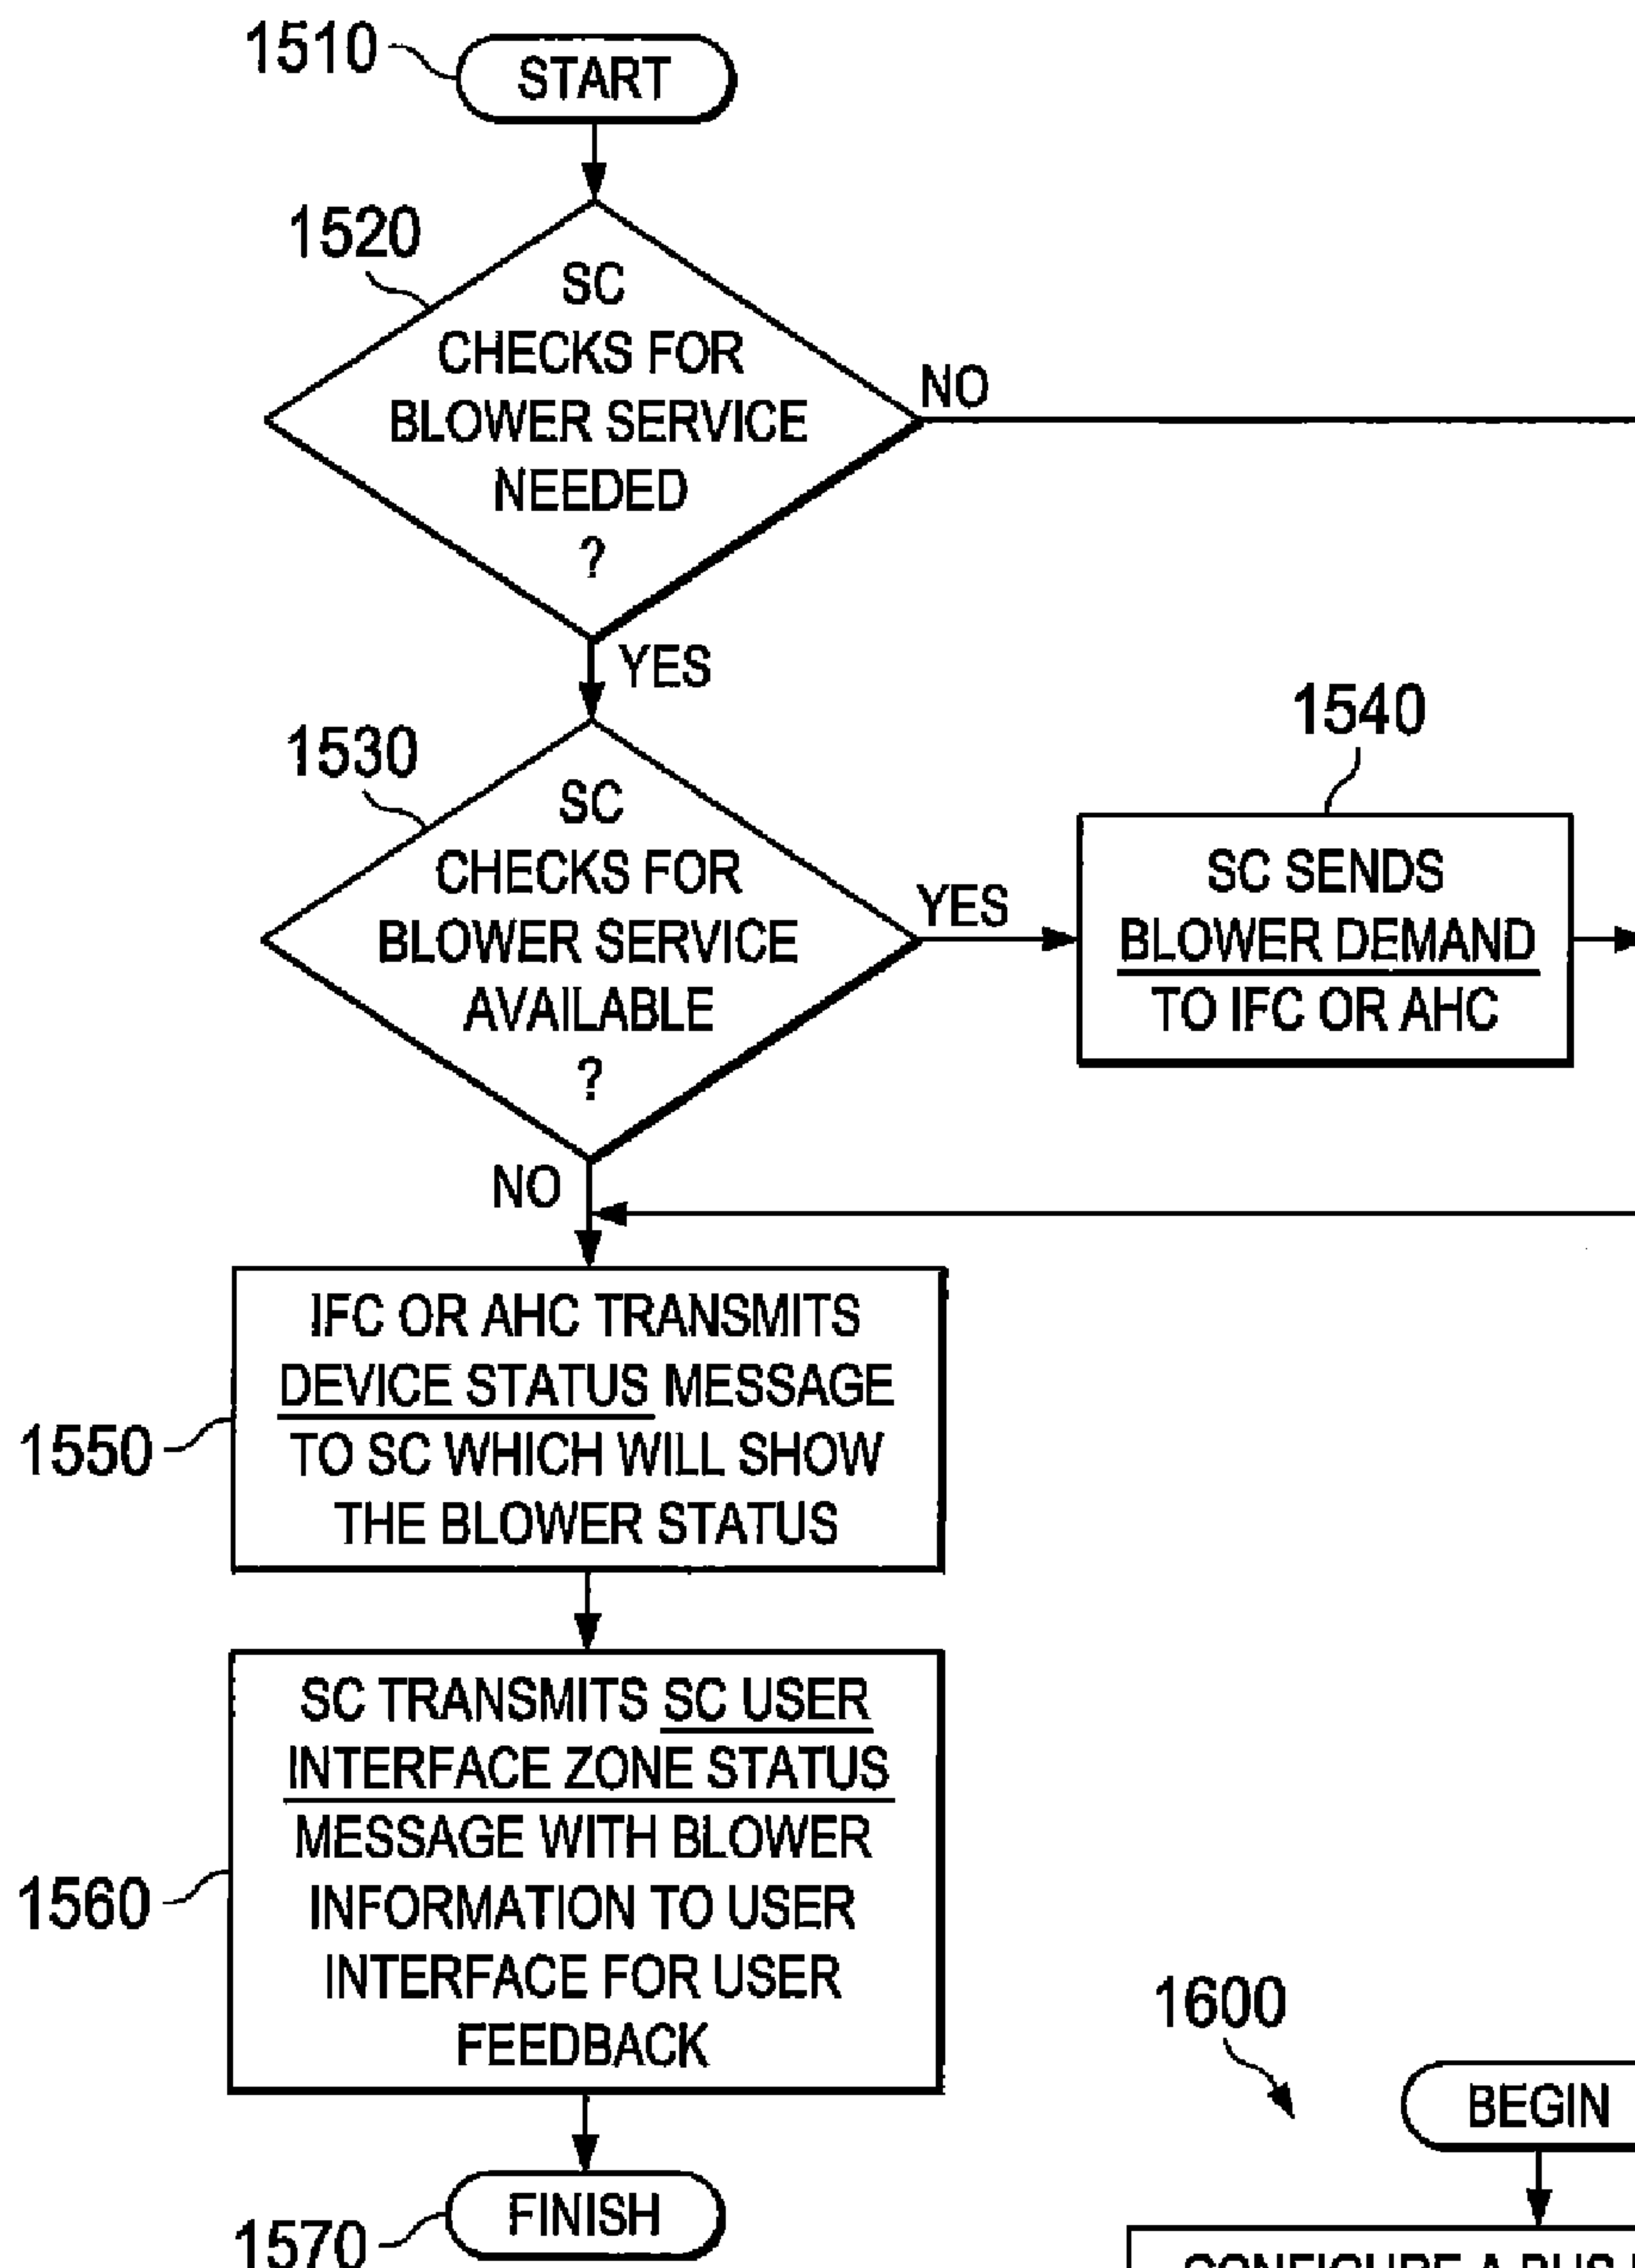 1510
START
1520
SC
CHECKS FOR
BLOWER SERVICE
NEEDED
?
NO
YES
1530
SC
CHECKS FOR
BLOWER SERVICE
AVAILABLE
?
YES
1540
SC SENDS
BLOWER DEMAND
TO IFC OR AHC
NO
IFC OR AHC TRANSMITS
DEVICE STATUS MESSAGE
TO SC WHICH WILL SHOW
THE BLOWER STATUS
1550
SC TRANSMITS SC USER
INTERFACE ZONE STATUS
MESSAGE WITH BLOWER
INFORMATION TO USER
INTERFACE FOR USER
FEEDBACK
1560
FINISH
1570
1600
BEGIN
CONFIGURE A BUS